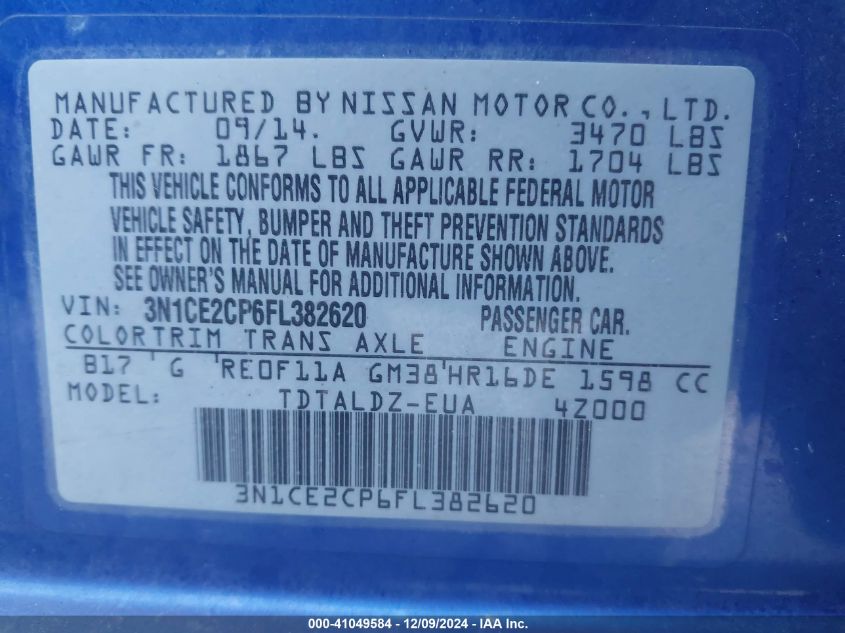 MANUFACTURED BY NISSAN MOTOR CO., LTD.
DATE: 09/14. GVWR: 3470 LBS
GAWR FR: 1867 LBS GAWR RR: 1704 LBS
THIS VEHICLE CONFORMS TO ALL APPLICABLE FEDERAL MOTOR
VEHICLE SAFETY, BUMPER AND THEFT PREVENTION STANDARDS
IN EFFECT ON THE DATE OF MANUFACTURE SHOWN ABOVE.
SEE OWNER'S MANUAL FOR ADDITIONAL INFORMATION.
VIN: 3N1CE2CP6FL382620 PASSENGER CAR.
COLORTRIM TRANS AXLE ENGINE
B17 ' G 'RE0F11A GM38'HR16DE 1598 CC
MODEL: TDTALDZ-EUA 4Z000
3N1CE2CP6FL382620
000-41049584 - 12/09/2024 - IAA Inc.